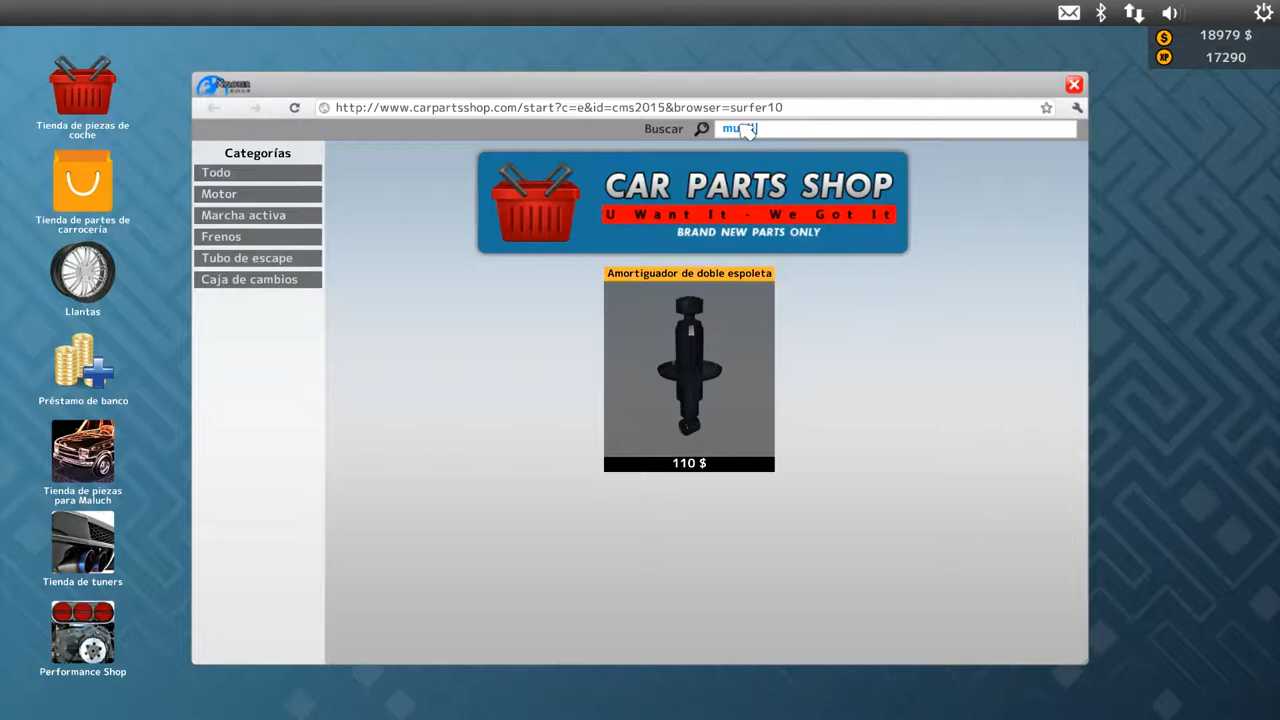 18979 $
17290
Tienda de piezas de
coche
Tienda de partes de
carrocería
Llantas
Préstamo de banco
Tienda de piezas
para Maluch
Tienda de tuners
Performance Shop
http://www.carpartsshop.com/start?c=e&id=cms2015&browser=surfer10
Buscar
Categorías
Todo
Motor
Marcha activa
Frenos
Tubo de escape
Caja de cambios
CAR PARTS SHOP
U Want It - We Got It
BRAND NEW PARTS ONLY
Amortiguador de doble espoleta
110 $